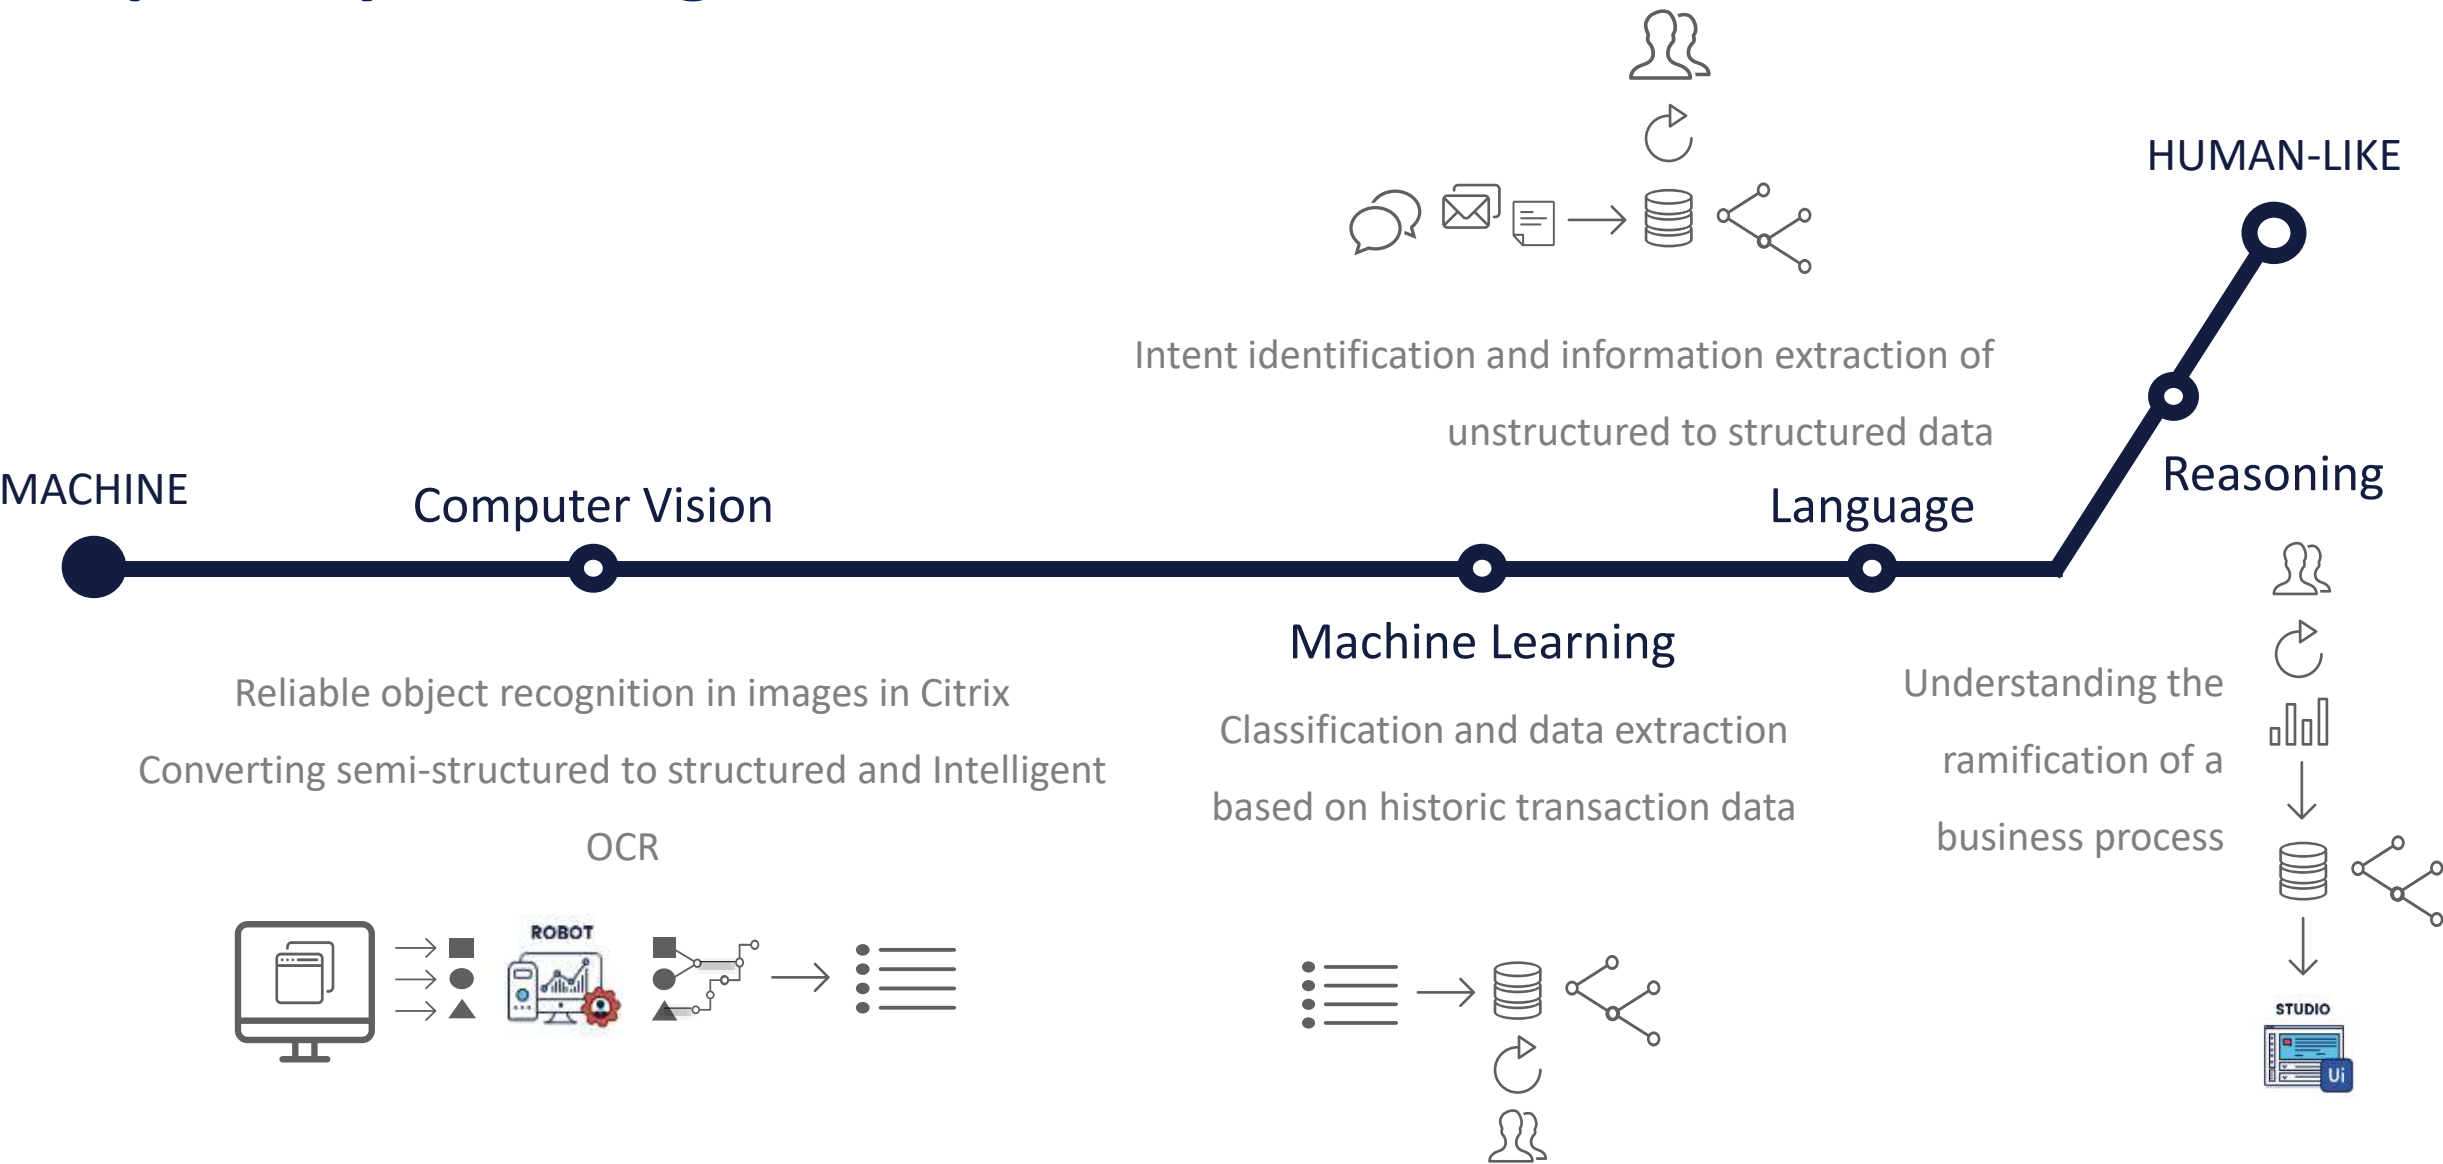 HUMAN-LIKE
Intent identification and information extraction of
unstructured to structured data
MACHINE
Computer Vision
Language
Reasoning
Machine Learning
Reliable object recognition in images in Citrix
Converting semi-structured to structured and Intelligent
OCR
Classification and data extraction
based on historic transaction data
Understanding the
ramification of a
business process
ROBOT
STUDIO
Ui